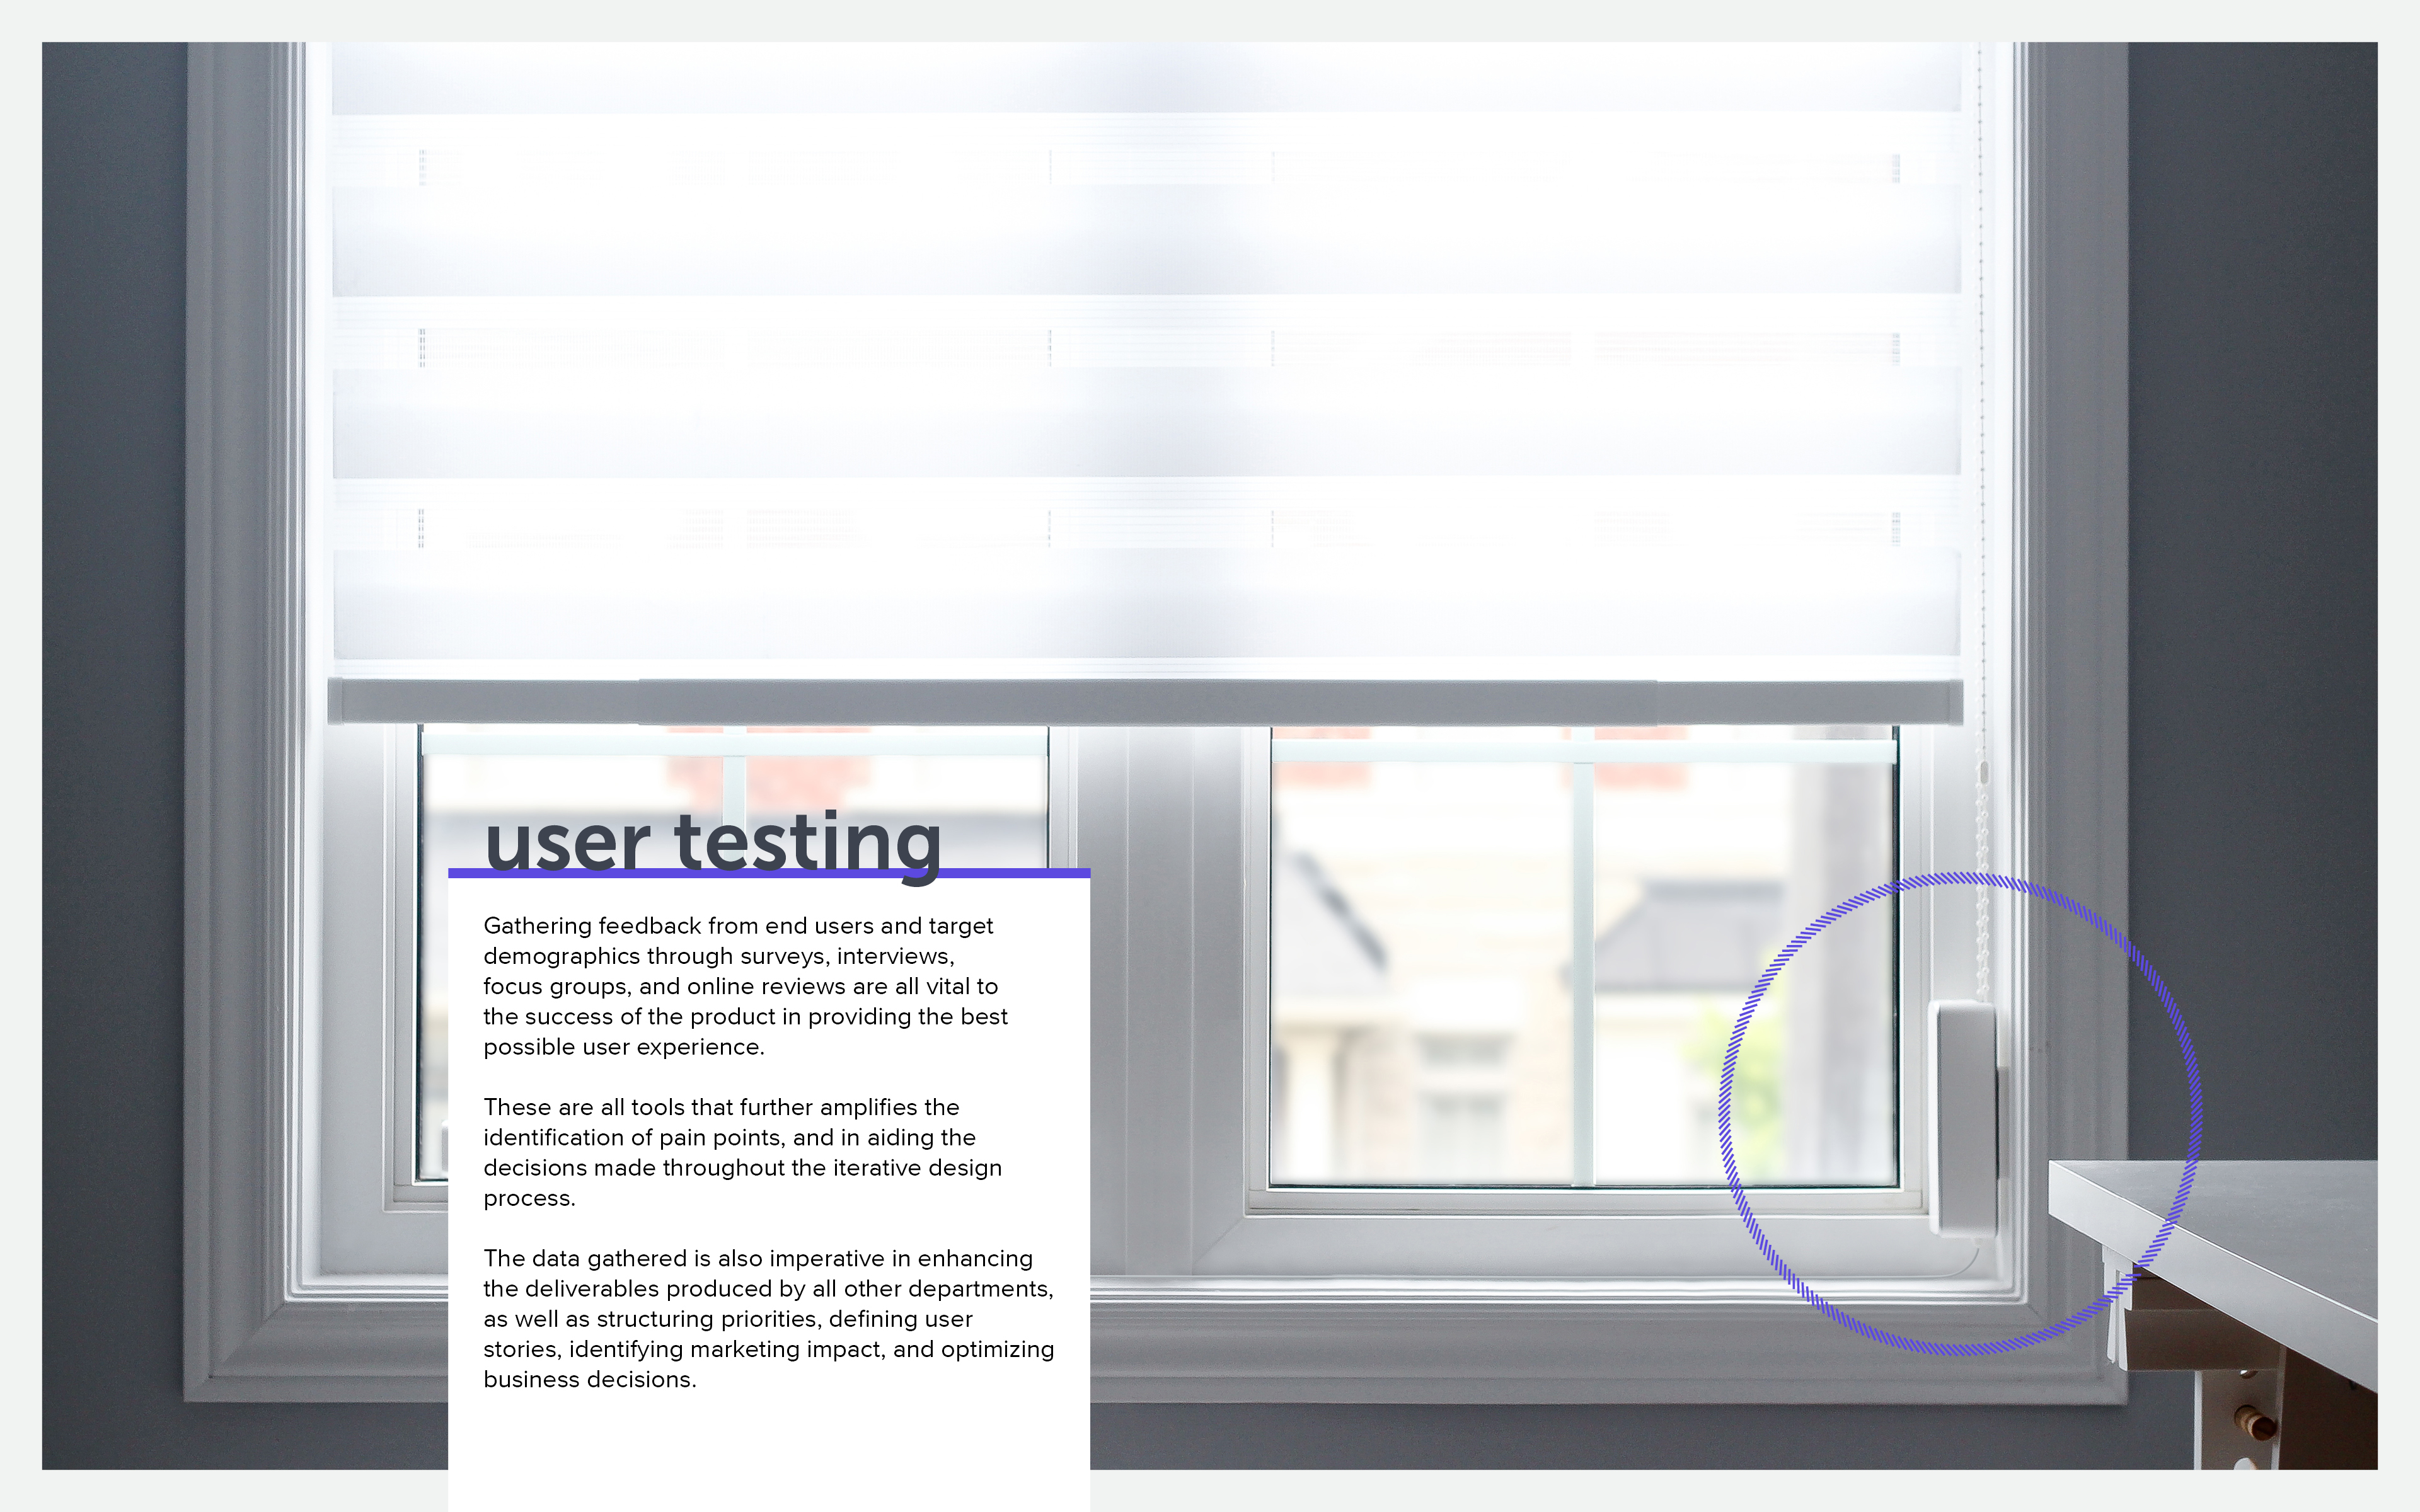 user testing
Gathering feedback from end users and target
demographics through surveys, interviews,
focus groups, and online reviews are all vital to
the success of the product in providing the best
possible user experience.
These are all tools that further amplifies the
identification of pain points, and in aiding the
decisions made throughout the iterative design
process.
The data gathered is also imperative in enhancing
the deliverables produced by all other departments,
as well as structuring priorities, defining user
stories, identifying marketing impact, and optimizing
business decisions.